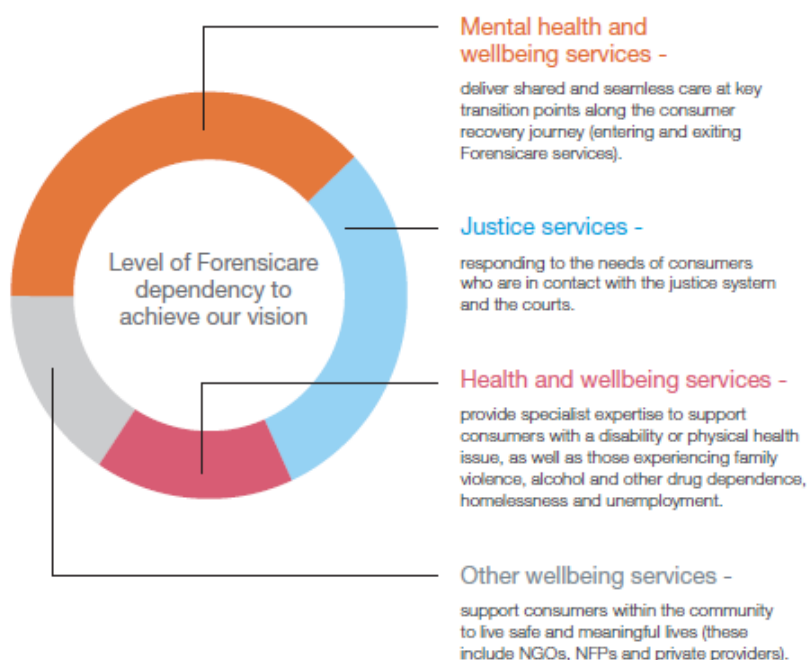 Mental health and
wellbeing services -
deliver shared and seamless care at key
transition points along the consumer
recovery journey (entering and exiting
Forensicare services).
Level of Forensicare
dependency to
achieve our vision
Justice services -
responding to the needs of consumers
who are in contact with the justice system
and the courts.
Health and wellbeing services -
provide specialist expertise to support
consumers with a disability or physical health
issue, as well as those experiencing family
violence, alcohol and other drug dependence,
homelessness and unemployment.
Other wellbeing services -
support consumers within the community
to live safe and meaningful lives (these
include NGOs, NFPs and private providers).